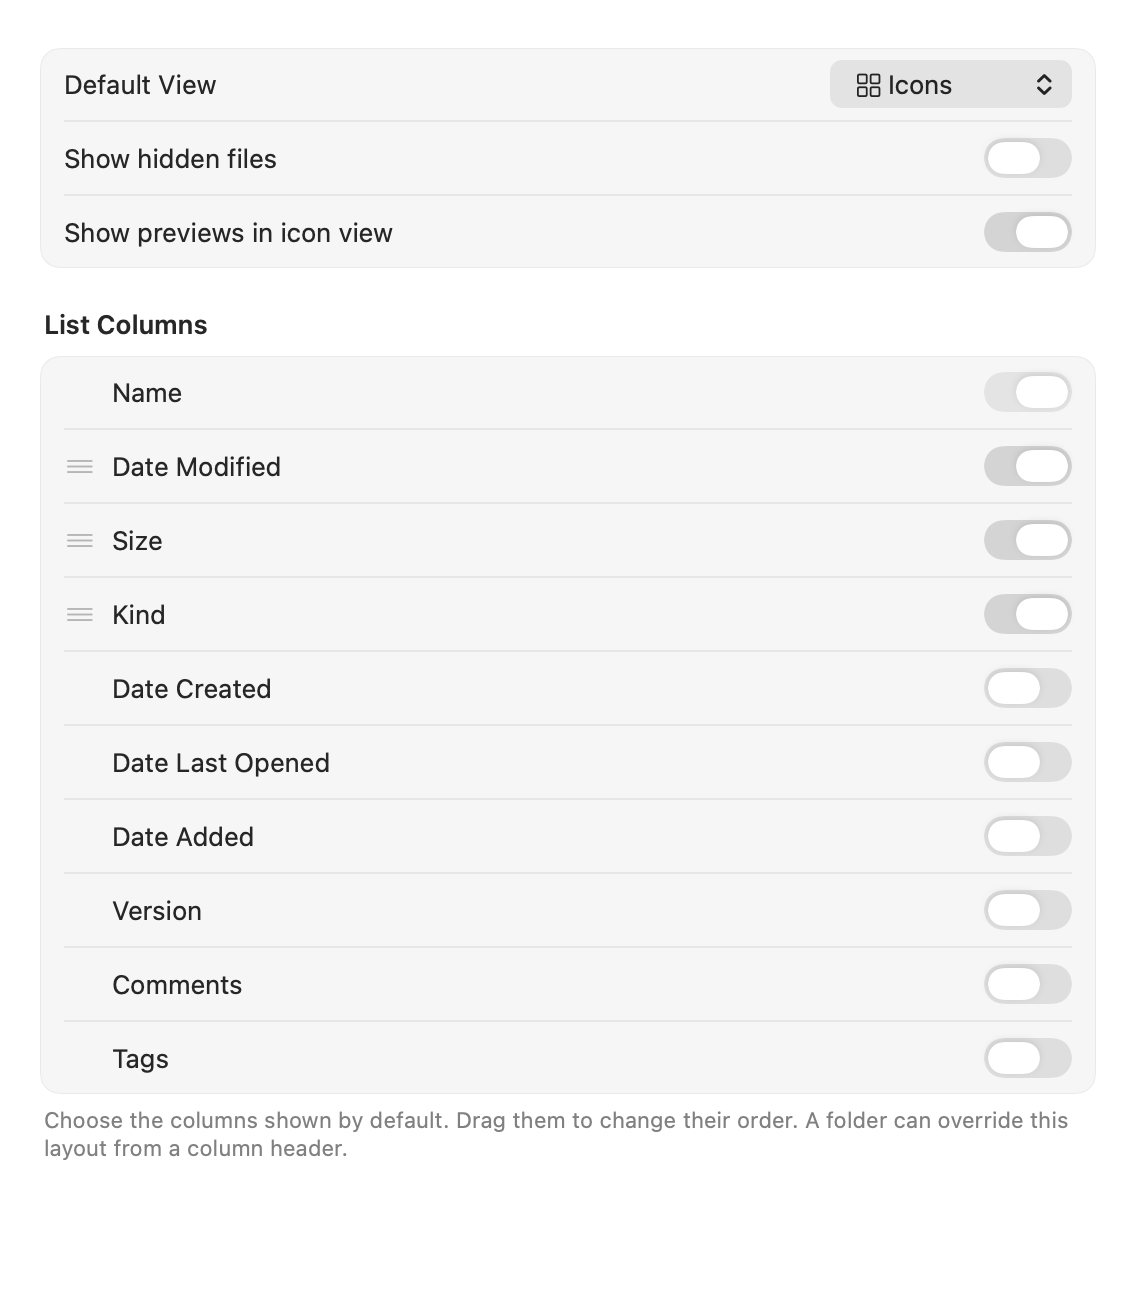 Default View
Icons
Show hidden files
Show previews in icon view
List Columns
Name
Date Modified
Size
Kind
Date Created
Date Last Opened
Date Added
Version
Comments
Tags
Choose the columns shown by default. Drag them to change their order. A folder can override this
layout from a column header.